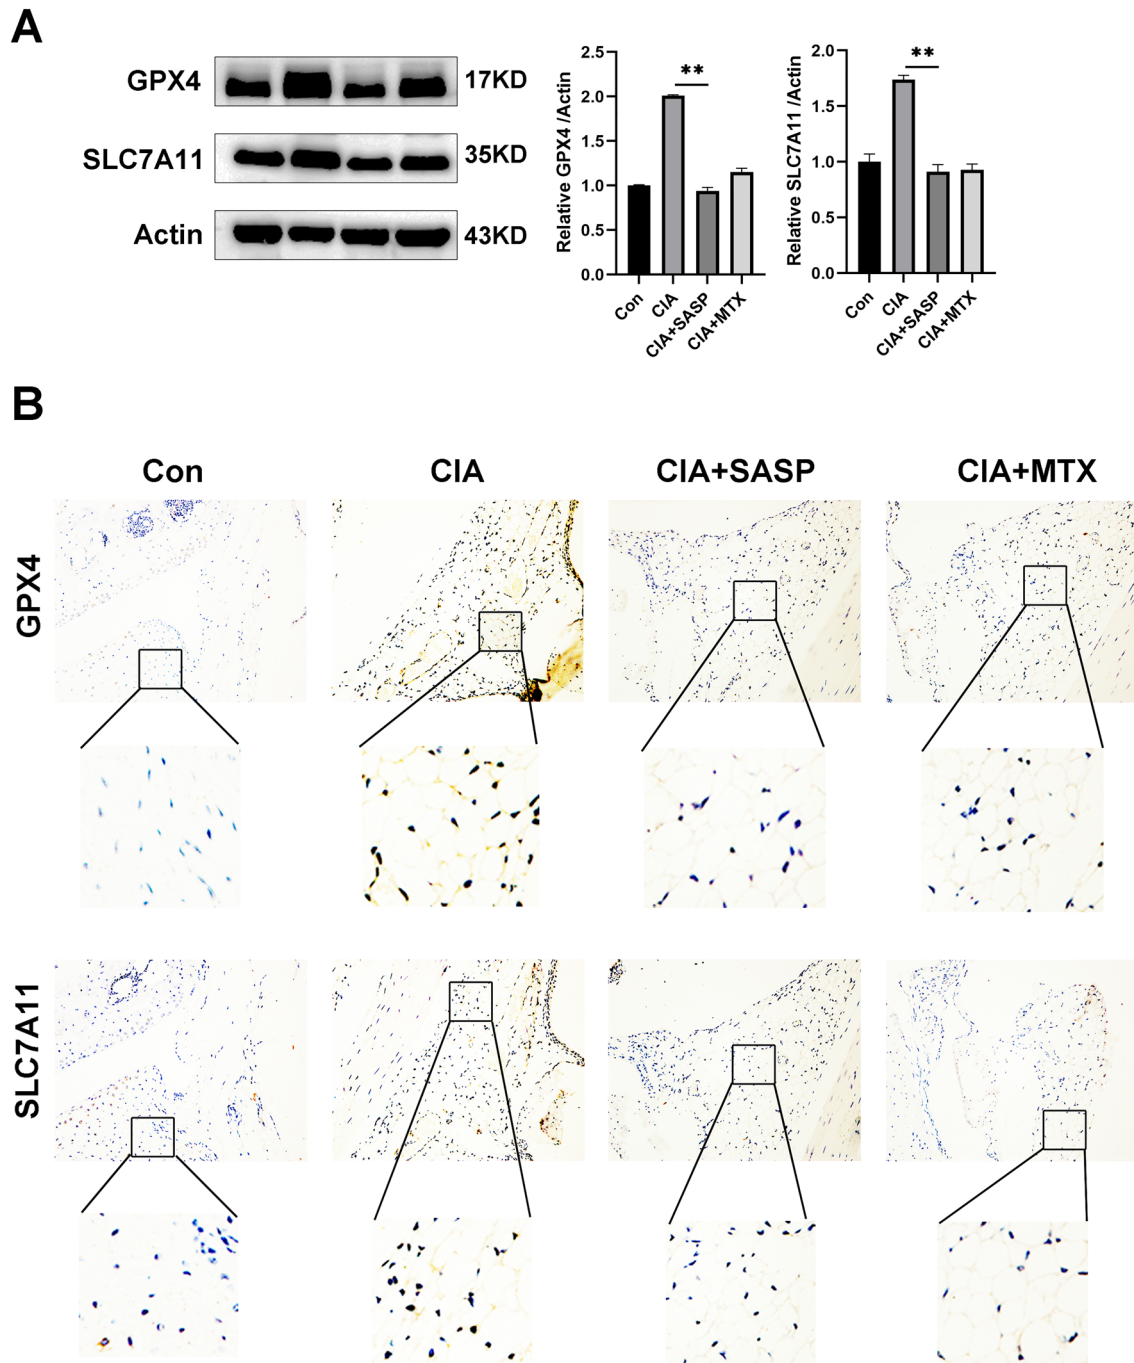 A
GPX4
17KD
SLC7A11
35KD
Actin
43KD
Relative GPX4 /Actin
2.5
2.0
1.5
1.0
0.5
0.0
**
Con
CIA
CIA+SASP
CIA+MTX
Relative SLC7A11 /Actin
2.0
1.5
1.0
0.5
0.0
**
Con
CIA
CIA+SASP
CIA+MTX
B
Con
CIA
CIA+SASP
CIA+MTX
GPX4
SLC7A11